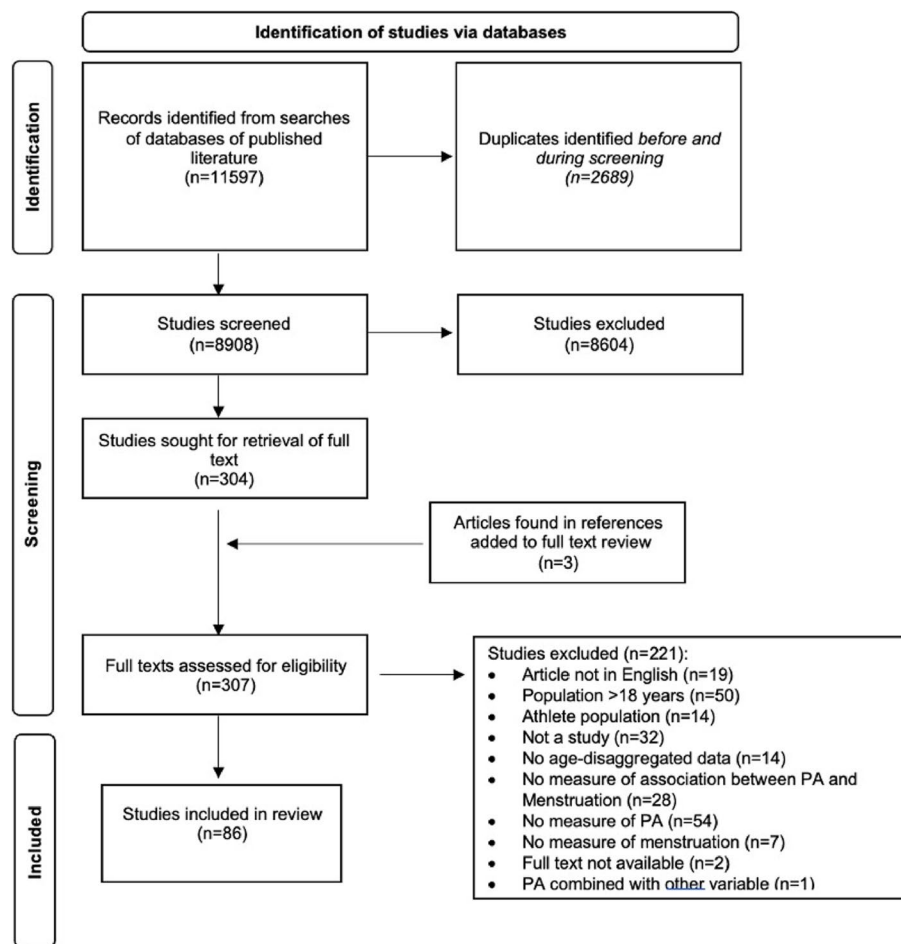 Identification of studies via databases
Identification
Records identified from searches
of databases of published
literature
(n=11597)
Duplicates identified before and
during screening
(n=2689)
Screening
Studies screened
(n=8908)
Studies excluded
(n=8604)
Studies sought for retrieval of full
text
(n=304)
Articles found in references
added to full text review
(n=3)
Full texts assessed for eligibility
(n=307)
Studies excluded (n=221):
• Article not in English (n=19)
• Population >18 years (n=50)
• Athlete population (n=14)
• Not a study (n=32)
• No age-disaggregated data (n=14)
• No measure of association between PA and
Menstruation (n=28)
• No measure of PA (n=54)
• No measure of menstruation (n=7)
• Full text not available (n=2)
• PA combined with other variable (n=1)
Included
Studies included in review
(n=86)